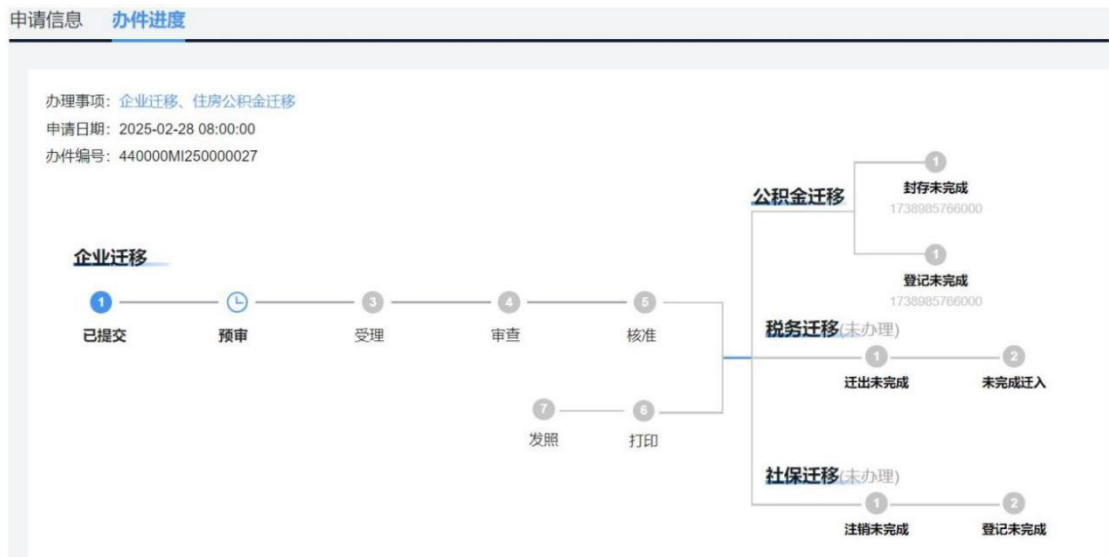 申请信息 办件进度
办理事项：企业迁移、住房公积金迁移
申请日期：2025-02-28 08:00:00
办件编号：440000MI250000027
企业迁移
1 3 4 5
已提交 预审 受理 审查 核准
7 6
发照 打印
公积金迁移
1
封存未完成
1738985766000
1
登记未完成
1738985766000
税务迁移(未办理)
1 2
迁出未完成 未完成迁入
社保迁移(未办理)
1 2
注销未完成 登记未完成